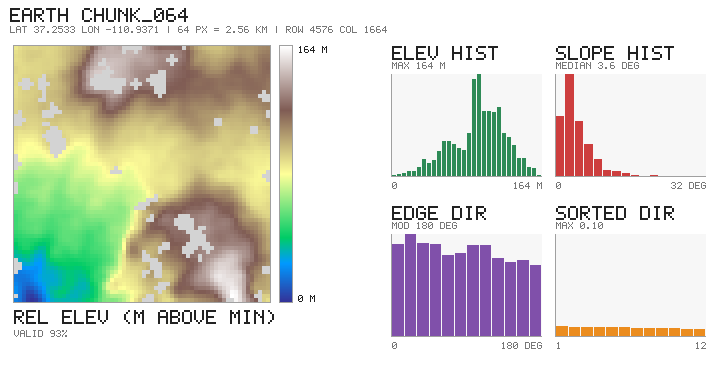 EARTH CHUNK_064
LAT 37.2533 LON -110.9371 | 64 PX = 2.56 KM | ROW 4576 COL 1664
164 M
0 M
REL ELEV (M ABOVE MIN)
VALID 93%
ELEV HIST
MAX 164 M
0 164 M
SLOPE HIST
MEDIAN 3.6 DEG
0 32 DEG
EDGE DIR
MOD 180 DEG
0 180 DEG
SORTED DIR
MAX 0.10
1 12